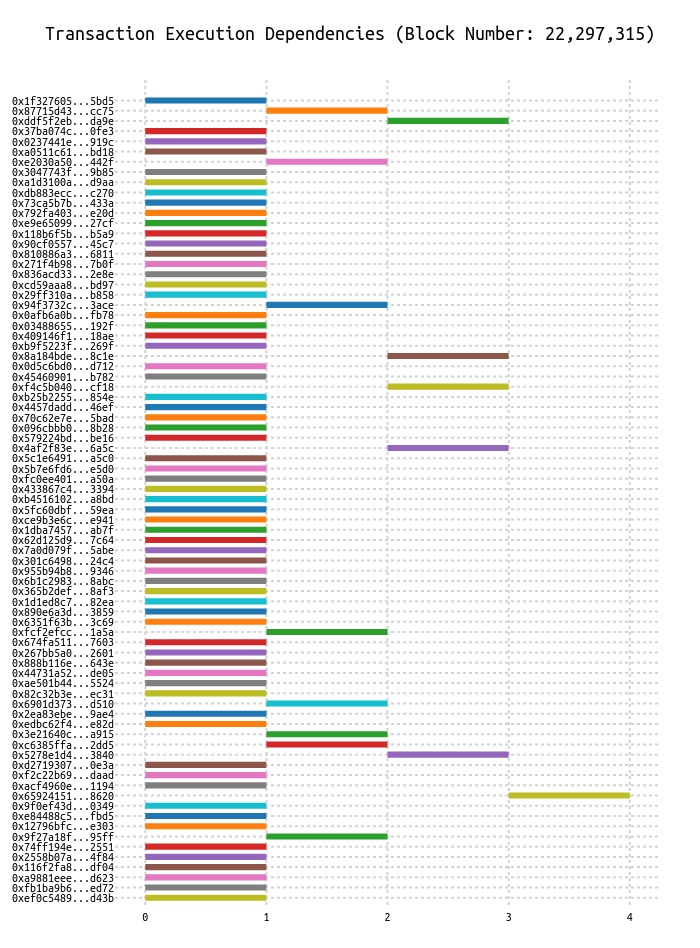 Transaction Execution Dependencies (Block Number: 22,297,315)
0x1f327605...5bd5
0x87715d43...cc75
0xddf5f2eb...da9e
0x37ba074c...0fe3
0x0237441e...919c
0xa0511c61...bd18
0xe2030a50...442f
0x3047743f...9b85
0xa1d3100a...d9aa
0xdb883ecc...c270
0x73ca5b7b...433a
0x792fa403...e20d
0xe9e65099...27cf
0x118b6f5b...b5a9
0x90cf0557...45c7
0x810886a3...6811
0x271f4b98...7b0f
0x836acd33...2e8e
0xcd59aaa8...bd97
0x29ff310a...b858
0x94f3732c...3ace
0x0afb6a0b...fb78
0x03488655...192f
0x409146f1...18ae
0xb9f5223f...269f
0x8a184bde...8c1e
0x0d5c6bd0...d712
0x45460901...b782
0xf4c5b040...cf18
0xb25b2255...854e
0x4457dadd...46ef
0x70c62e7e...5bad
0x096cbbb0...8b28
0x579224bd...be16
0x4af2f83e...6a5c
0x5c1e6491...a5c0
0x5b7e6fd6...e5d0
0xfc0ee401...a50a
0x433867c4...3394
0xb4516102...a8bd
0x5fc60dbf...59ea
0xce9b3e6c...e941
0x1dba7457...ab7f
0x62d125d9...7c64
0x7a0d079f...5abe
0x301c6498...24c4
0x955b94b8...9346
0x6b1c2983...8abc
0x365b2def...8af3
0x1d1ed8c7...82ea
0x890e6a3d...3859
0x6351f63b...3c69
0xfcf2efcc...1a5a
0x674fa511...7603
0x267bb5a0...2601
0x888b116e...643e
0x44731a52...de05
0xae501b44...5524
0x82c32b3e...ec31
0x6901d373...d510
0x2ea83ebe...9ae4
0xedbc62f4...e82d
0x3e21640c...a915
0xc6385ffa...2dd5
0x5278e1d4...3840
0xd2719307...0e3a
0xf2c22b69...daad
0xacf4960e...1194
0x65924151...8620
0x9f0ef43d...0349
0xe84488c5...fbd5
0x12796bfc...e303
0x9f27a18f...95ff
0x74ff194e...2551
0x2558b07a...4f84
0x116f2fa8...df04
0xa9881eee...d623
0xfb1ba9b6...ed72
0xef0c5489...d43b
0 1 2 3 4